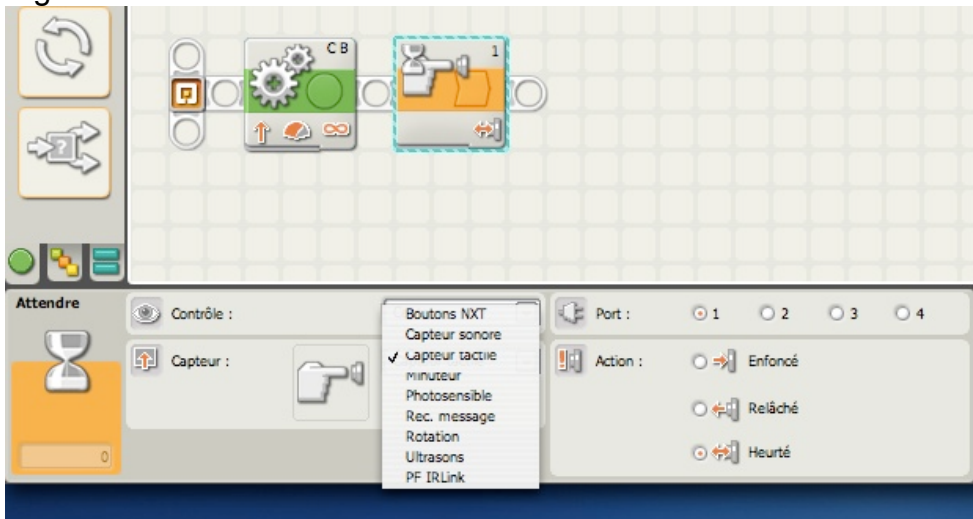 C B
1
Attendre
Contrôle :
Capteur :
0
Boutons NXT
Capteur sonore
Capteur tactile
Minuteur
Photosensible
Rec. message
Rotation
Ultrasons
PF IRLink
Port :
1 2 3 4
Action :
Enfoncé
Relâché
Heurté